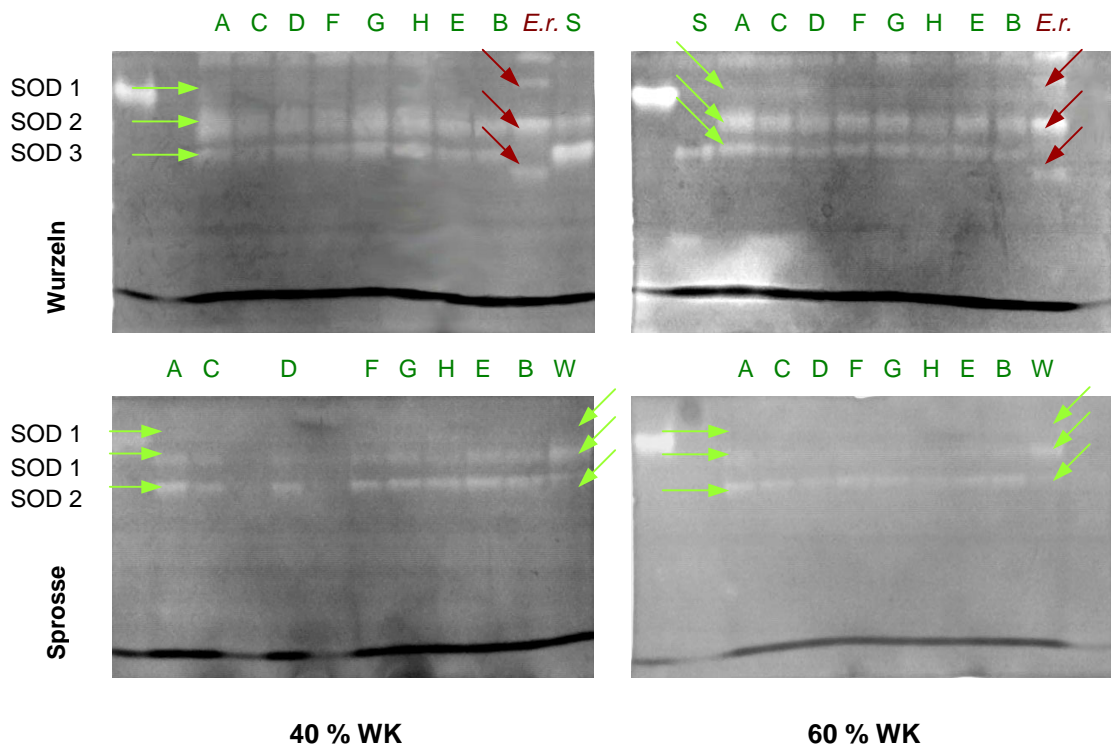 A C D F G H E B E.r. S
S A C D F G H E B E.r.
SOD 1
SOD 2
SOD 3
Wurzeln
A C D F G H E B W
A C D F G H E B W
SOD 1
SOD 1
SOD 2
Sprosse
40 % WK
60 % WK